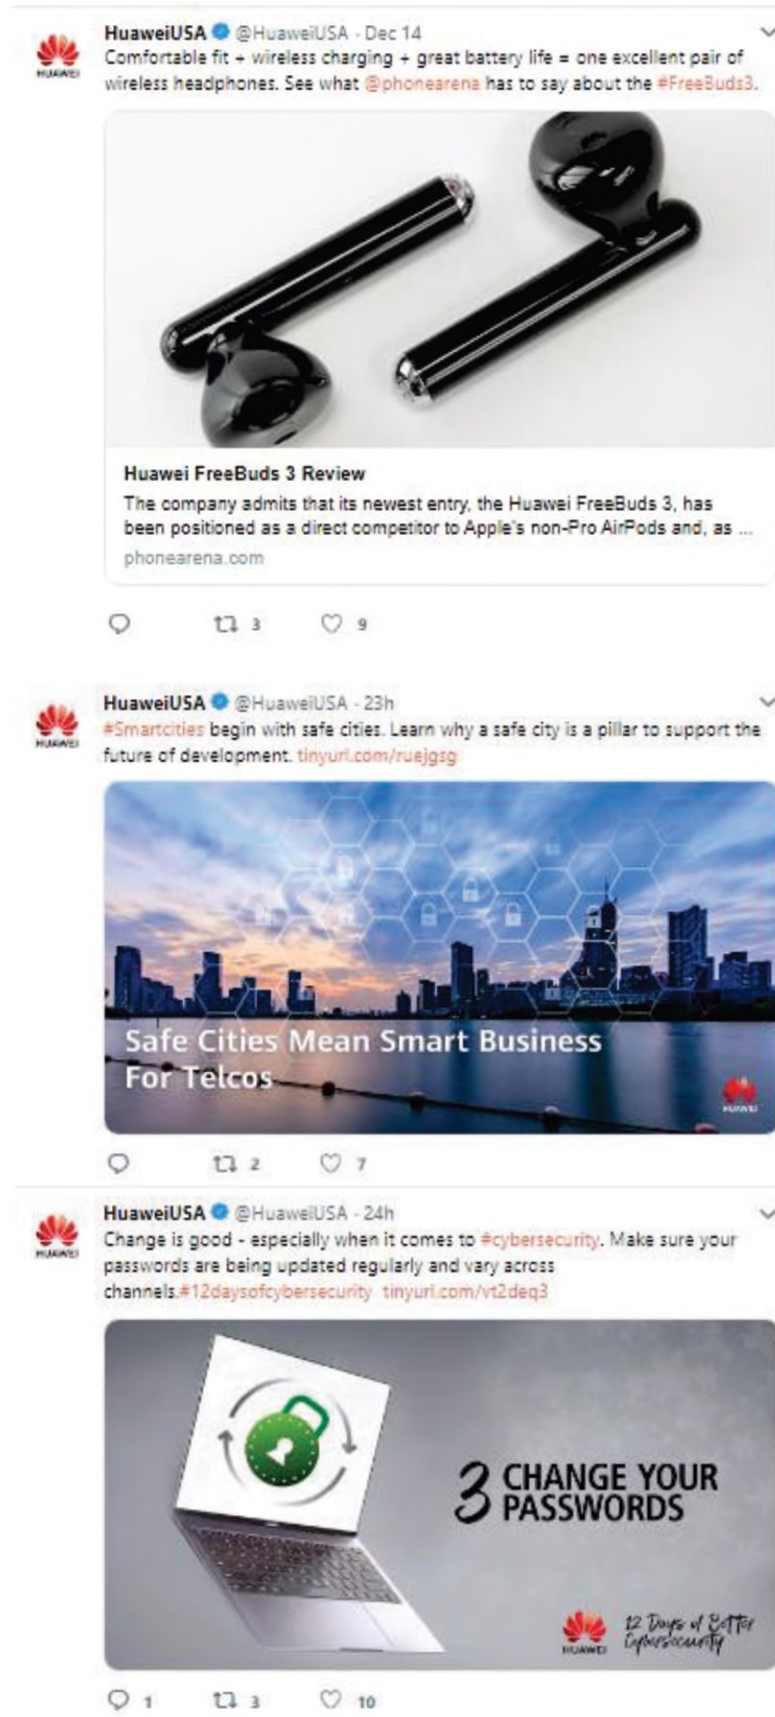 HuaweiUSA @HuaweiUSA · Dec 14
HUAWEI
Comfortable fit + wireless charging + great battery life = one excellent pair of
wireless headphones. See what @phonearena has to say about the #FreeBuds3.
Huawei FreeBuds 3 Review
The company admits that its newest entry, the Huawei FreeBuds 3, has
been positioned as a direct competitor to Apple's non-Pro AirPods and, as ...
phonearena.com
3 9
HuaweiUSA @HuaweiUSA · 23h
HUAWEI
#Smartcities begin with safe cities. Learn why a safe city is a pillar to support the
future of development. tinyurl.com/ruejgsg
Safe Cities Mean Smart Business
For Telcos
HUAWEI
2 7
HuaweiUSA @HuaweiUSA · 24h
HUAWEI
Change is good - especially when it comes to #cybersecurity. Make sure your
passwords are being updated regularly and vary across
channels.#12daysofcybersecurity tinyurl.com/vt2deq3
3 CHANGE YOUR
PASSWORDS
HUAWEI
12 Days of Better
Cybersecurity
1 3 10